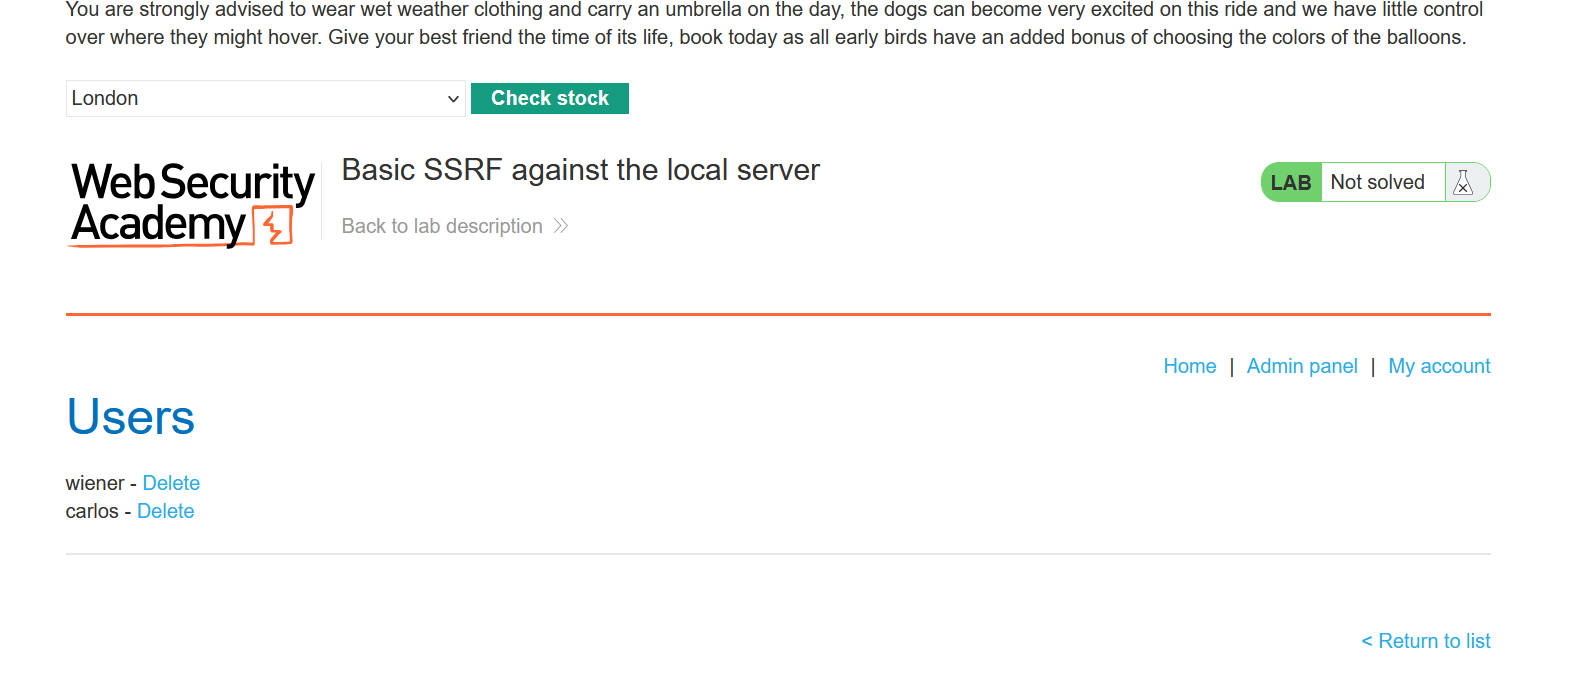 You are strongly advised to wear wet weather clothing and carry an umbrella on the day, the dogs can become very excited on this ride and we have little control
over where they might hover. Give your best friend the time of its life, book today as all early birds have an added bonus of choosing the colors of the balloons.
London Check stock
Web Security
Academy
Basic SSRF against the local server
Back to lab description
LAB Not solved
Home | Admin panel | My account
Users
wiener - Delete
carlos - Delete
< Return to list